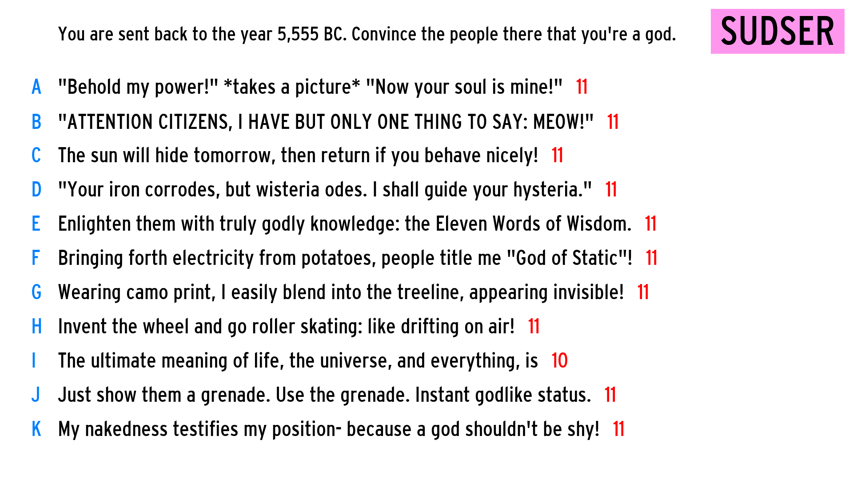 You are sent back to the year 5,555 BC. Convince the people there that you're a god.
SUDSER
A "Behold my power!" *takes a picture* "Now your soul is mine!" 11
B "ATTENTION CITIZENS, I HAVE BUT ONLY ONE THING TO SAY: MEOW!" 11
C The sun will hide tomorrow, then return if you behave nicely! 11
D "Your iron corrodes, but wisteria odes. I shall guide your hysteria." 11
E Enlighten them with truly godly knowledge: the Eleven Words of Wisdom. 11
F Bringing forth electricity from potatoes, people title me "God of Static"! 11
G Wearing camo print, I easily blend into the treeline, appearing invisible! 11
H Invent the wheel and go roller skating: like drifting on air! 11
I The ultimate meaning of life, the universe, and everything, is 10
J Just show them a grenade. Use the grenade. Instant godlike status. 11
K My nakedness testifies my position- because a god shouldn't be shy! 11